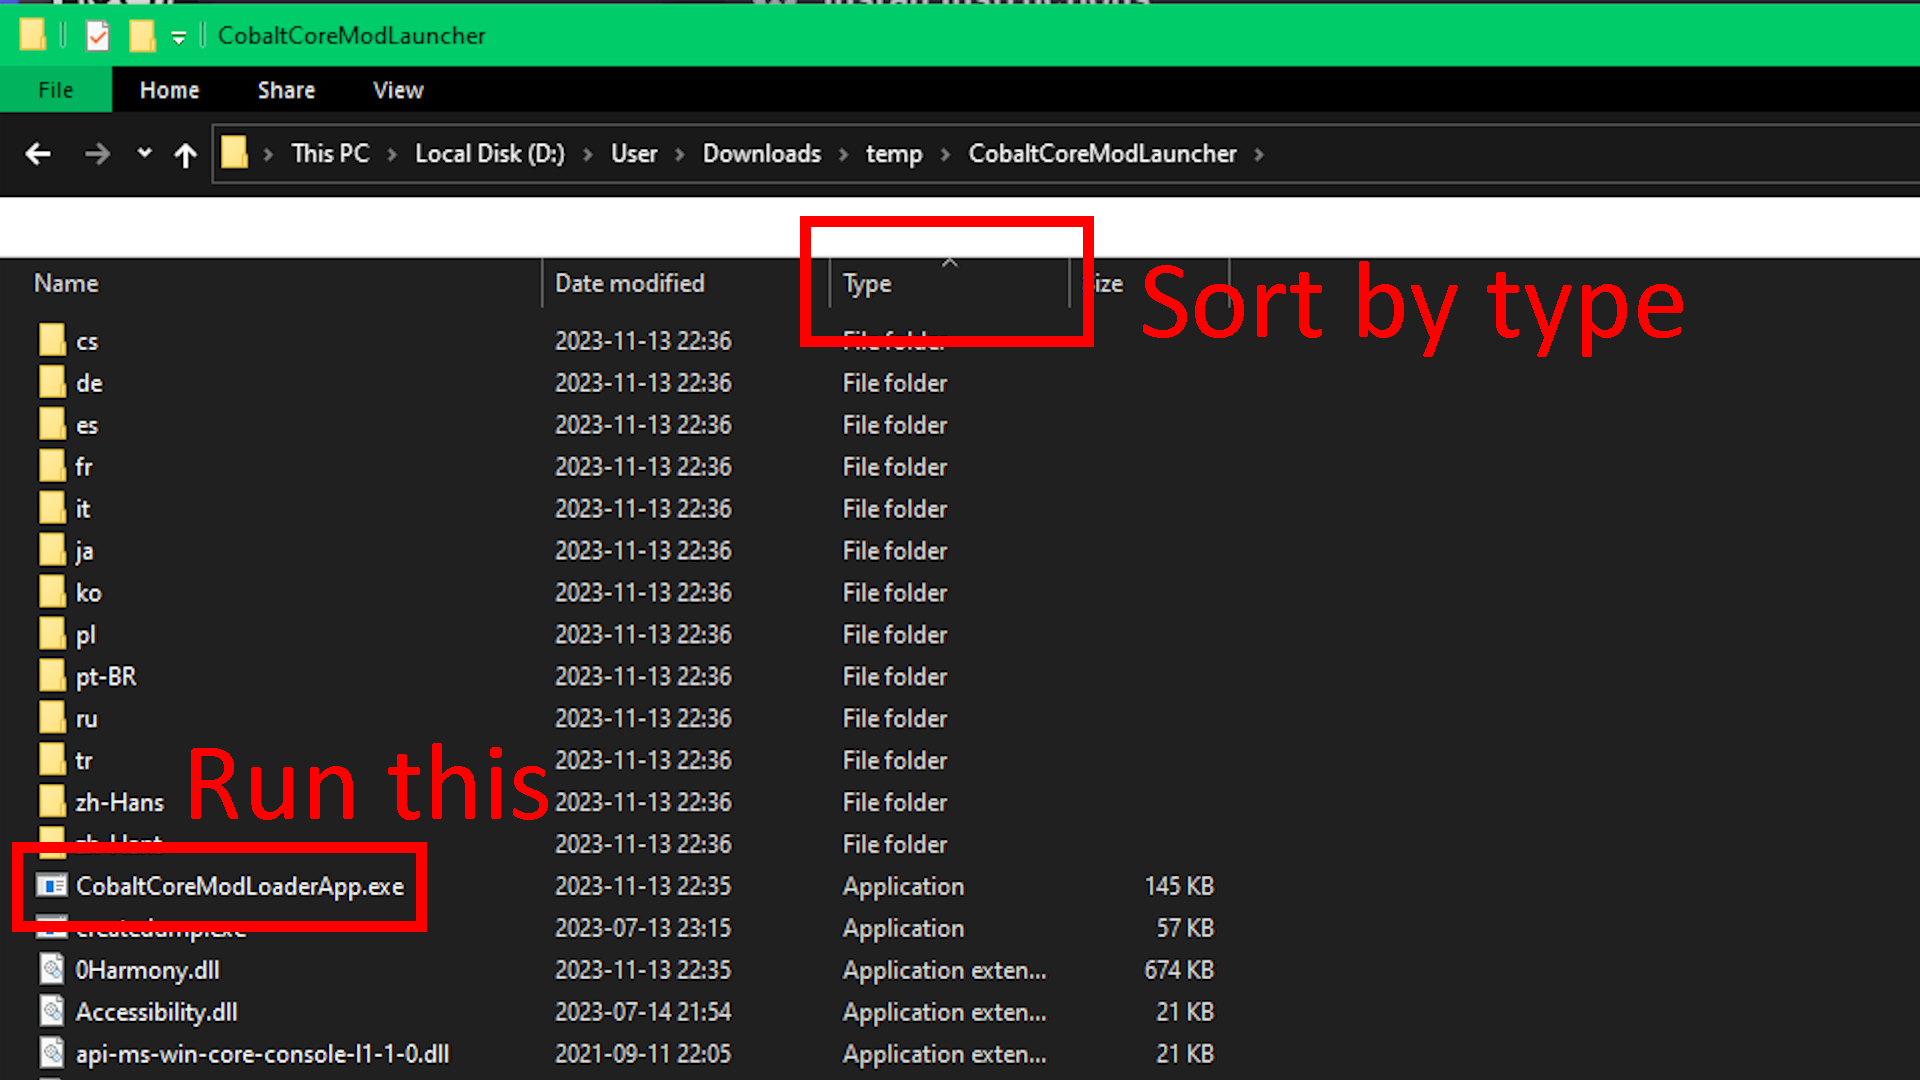 CobaltCoreModLauncher
File Home Share View
This PC > Local Disk (D:) > User > Downloads > temp > CobaltCoreModLauncher >
Name Date modified Type
Sort by type
cs 2023-11-13 22:36 File folder
de 2023-11-13 22:36 File folder
es 2023-11-13 22:36 File folder
fr 2023-11-13 22:36 File folder
it 2023-11-13 22:36 File folder
ja 2023-11-13 22:36 File folder
ko 2023-11-13 22:36 File folder
pl 2023-11-13 22:36 File folder
pt-BR 2023-11-13 22:36 File folder
ru 2023-11-13 22:36 File folder
tr 2023-11-13 22:36 File folder
Run this
zh-Hans 2023-11-13 22:36 File folder
zh-Hant 2023-11-13 22:36 File folder
CobaltCoreModLoaderApp.exe 2023-11-13 22:35 Application 145 KB
createdump.exe 2023-07-13 23:15 Application 57 KB
0Harmony.dll 2023-11-13 22:35 Application exten... 674 KB
Accessibility.dll 2023-07-14 21:54 Application exten... 21 KB
api-ms-win-core-console-l1-1-0.dll 2021-09-11 22:05 Application exten... 21 KB